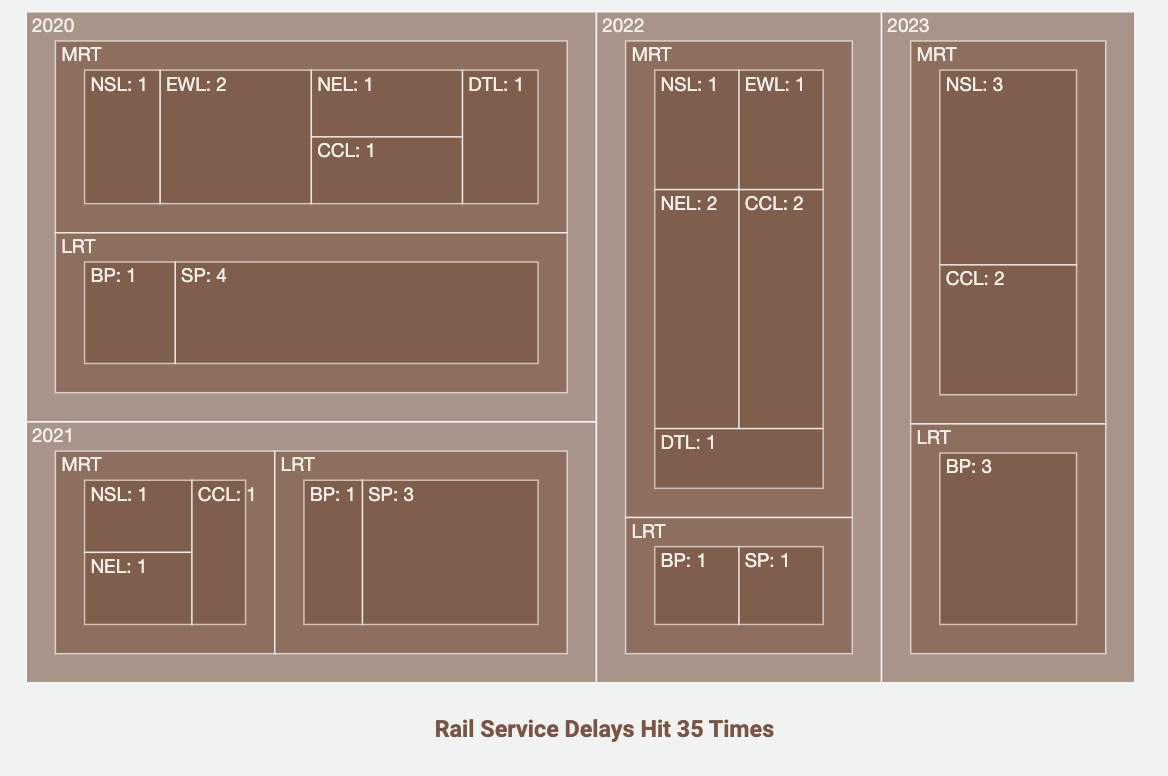 2020
MRT
NSL: 1
EWL: 2
NEL: 1
CCL: 1
DTL: 1
LRT
BP: 1
SP: 4
2021
MRT
NSL: 1
NEL: 1
CCL: 1
LRT
BP: 1
SP: 3
2022
MRT
NSL: 1
EWL: 1
NEL: 2
CCL: 2
DTL: 1
LRT
BP: 1
SP: 1
2023
MRT
NSL: 3
CCL: 2
LRT
BP: 3
Rail Service Delays Hit 35 Times